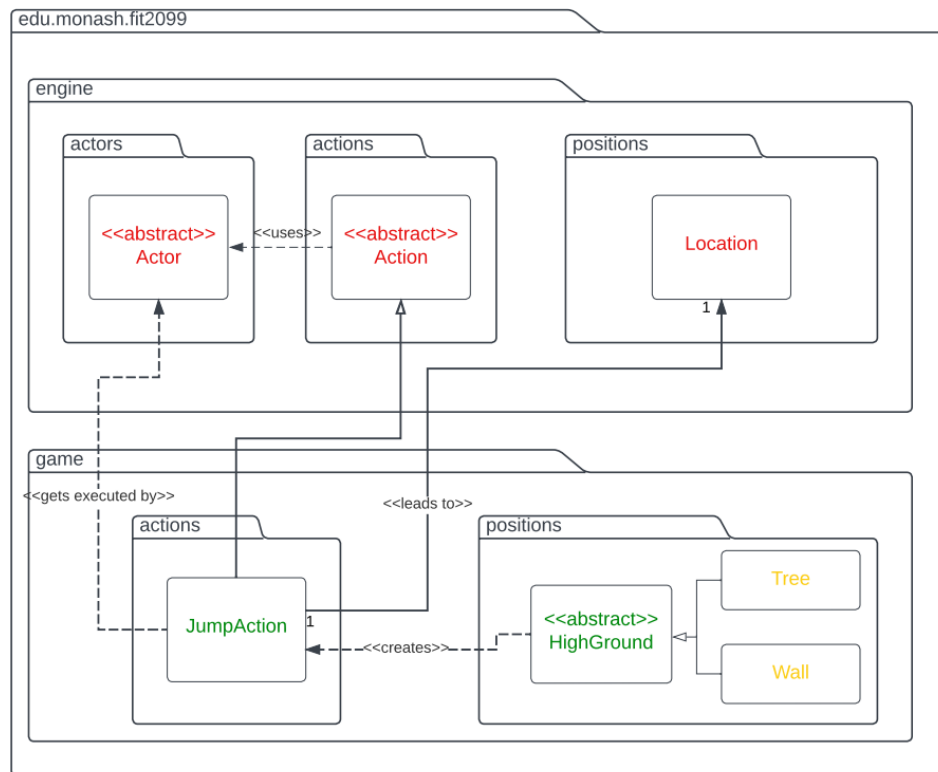 edu.monash.fit2099
engine
actors
actions
positions
<<abstract>>
Actor
<<uses>>
<<abstract>>
Action
Location
1
game
<<gets executed by>>
<<leads to>>
actions
positions
JumpAction
1
<<creates>>
<<abstract>>
HighGround
Tree
Wall